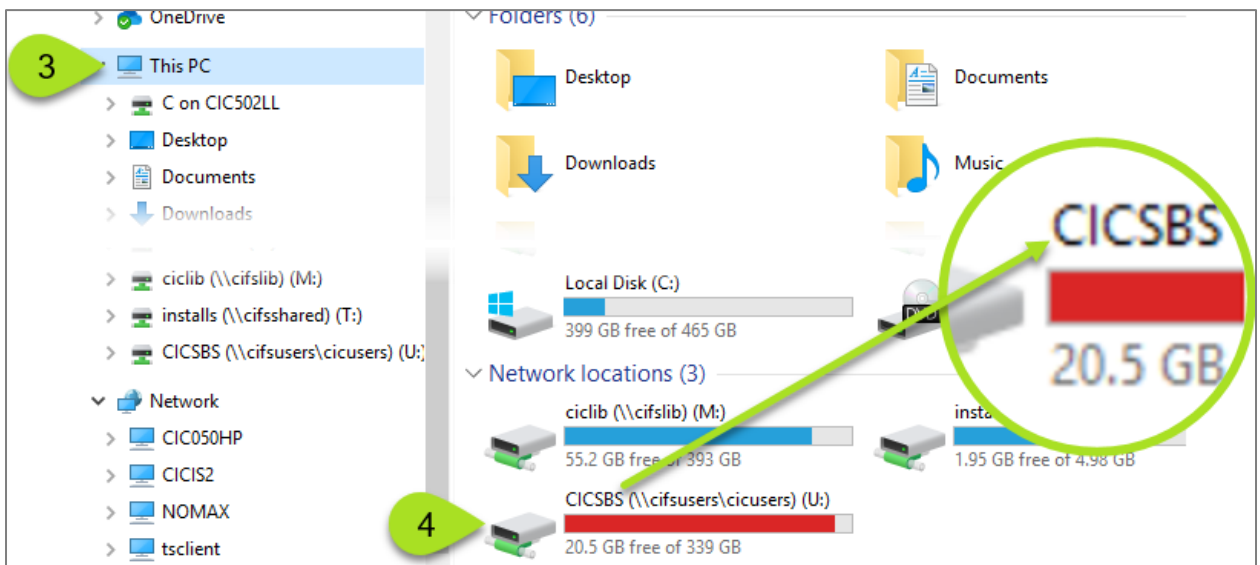 OneDrive
3
This PC
C on CIC502LL
Desktop
Documents
Downloads
ciclib (\\cifslib) (M:)
installs (\\cifsshared) (T:)
CICSBS (\\cifsusers\cicusers) (U:)
Network
CIC050HP
CICIS2
NOMAX
tsclient
Folders (6)
Desktop
Documents
Downloads
Music
Local Disk (C:)
399 GB free of 465 GB
DVD
CICSBS
20.5 GB
Network locations (3)
ciclib (\\cifslib) (M:)
55.2 GB free of 393 GB
insta
1.95 GB free of 4.98 GB
4
CICSBS (\\cifsusers\cicusers) (U:)
20.5 GB free of 339 GB